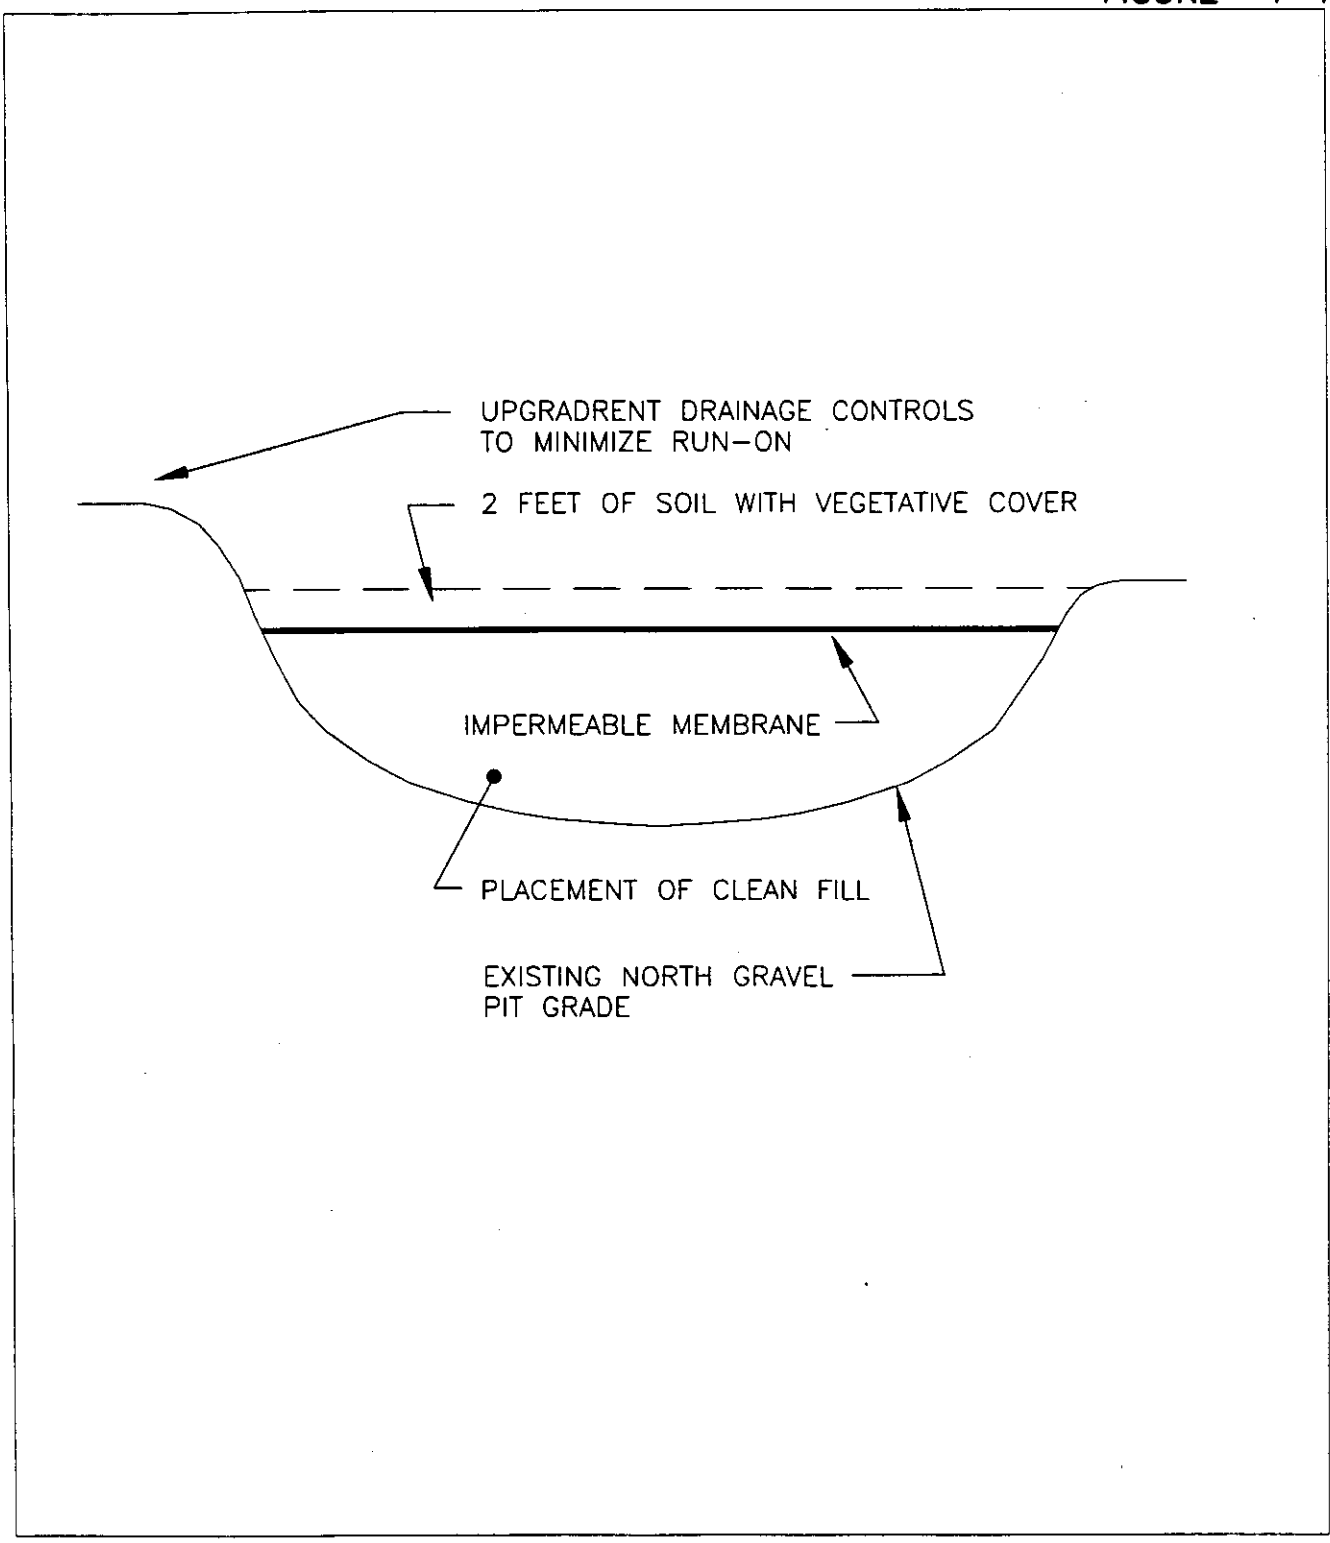 FIGURE
UPGRADRENT DRAINAGE CONTROLS
TO MINIMIZE RUN-ON
2 FEET OF SOIL WITH VEGETATIVE COVER
IMPERMEABLE MEMBRANE
PLACEMENT OF CLEAN FILL
EXISTING NORTH GRAVEL
PIT GRADE